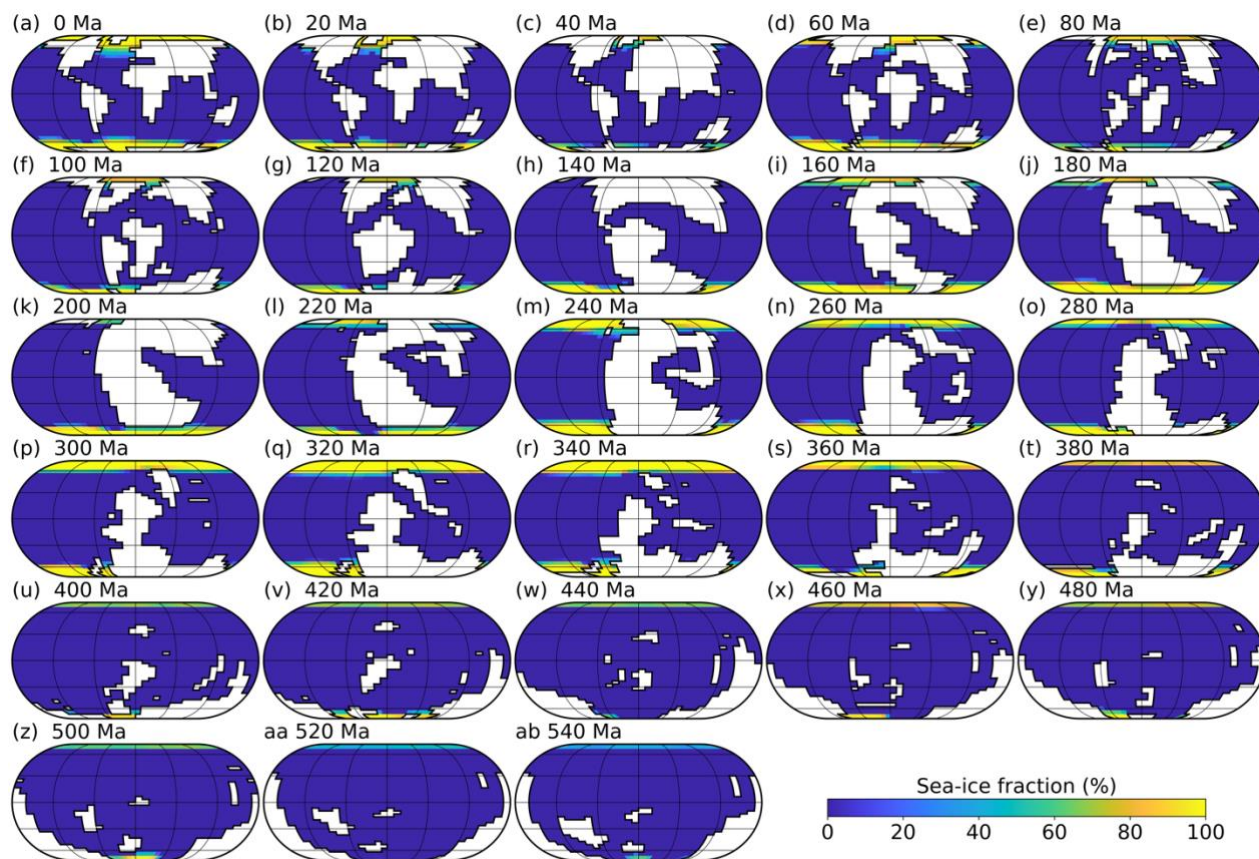 (a) 0 Ma (b) 20 Ma (c) 40 Ma (d) 60 Ma (e) 80 Ma
(f) 100 Ma (g) 120 Ma (h) 140 Ma (i) 160 Ma (j) 180 Ma
(k) 200 Ma (l) 220 Ma (m) 240 Ma (n) 260 Ma (o) 280 Ma
(p) 300 Ma (q) 320 Ma (r) 340 Ma (s) 360 Ma (t) 380 Ma
(u) 400 Ma (v) 420 Ma (w) 440 Ma (x) 460 Ma (y) 480 Ma
(z) 500 Ma aa 520 Ma ab 540 Ma
Sea-ice fraction (%)
0 20 40 60 80 100